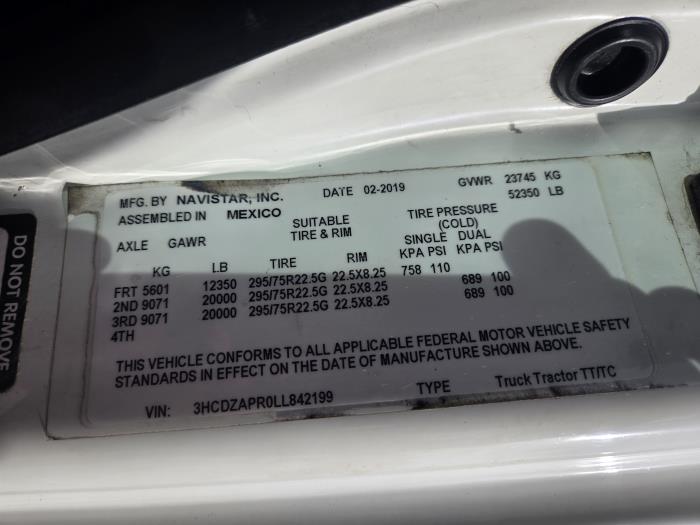 MFG. BY NAVISTAR, INC. DATE 02-2019 GVWR 23745 KG
52350 LB
ASSEMBLED IN MEXICO
SUITABLE TIRE PRESSURE
TIRE & RIM (COLD)
AXLE GAWR SINGLE DUAL
KG LB TIRE RIM KPA PSI KPA PSI
FRT 5601 12350 295/75R22.5G 22.5X8.25 758 110
2ND 9071 20000 295/75R22.5G 22.5X8.25 689 100
3RD 9071 20000 295/75R22.5G 22.5X8.25 689 100
4TH
THIS VEHICLE CONFORMS TO ALL APPLICABLE FEDERAL MOTOR VEHICLE SAFETY
STANDARDS IN EFFECT ON THE DATE OF MANUFACTURE SHOWN ABOVE.
VIN: 3HCDZAPR0LL842199 TYPE Truck Tractor TT/TC
DO NOT REMOVE